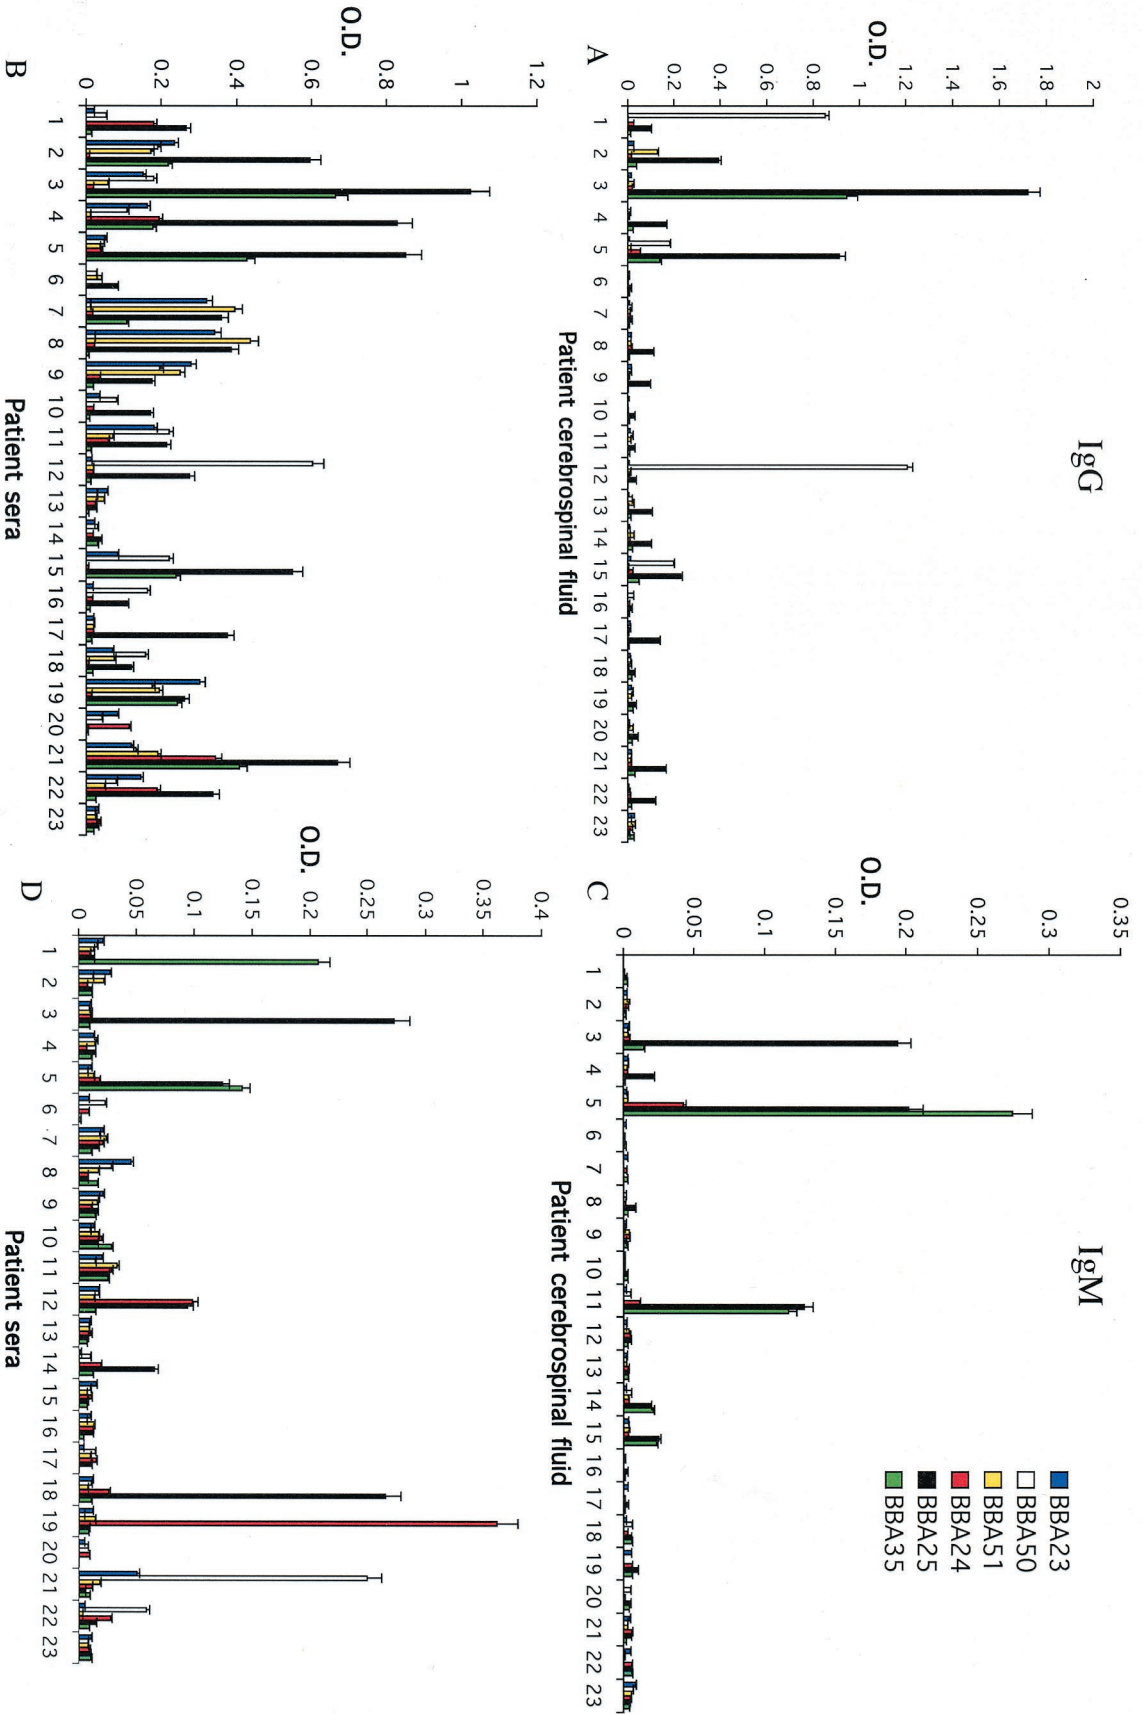 IgG
A
O.D.
2
1.8
1.6
1.4
1.2
1
0.8
0.6
0.4
0.2
0
1 2 3 4 5 6 7 8 9 10 11 12 13 14 15 16 17 18 19 20 21 22 23
Patient cerebrospinal fluid
B
O.D.
1.2
1
0.8
0.6
0.4
0.2
0
1 2 3 4 5 6 7 8 9 10 11 12 13 14 15 16 17 18 19 20 21 22 23
Patient sera
IgM
BBA23
BBA50
BBA51
BBA24
BBA25
BBA35
C
O.D.
0.35
0.3
0.25
0.2
0.15
0.1
0.05
0
1 2 3 4 5 6 7 8 9 10 11 12 13 14 15 16 17 18 19 20 21 22 23
Patient cerebrospinal fluid
D
O.D.
0.4
0.35
0.3
0.25
0.2
0.15
0.1
0.05
0
1 2 3 4 5 6 7 8 9 10 11 12 13 14 15 16 17 18 19 20 21 22 23
Patient sera